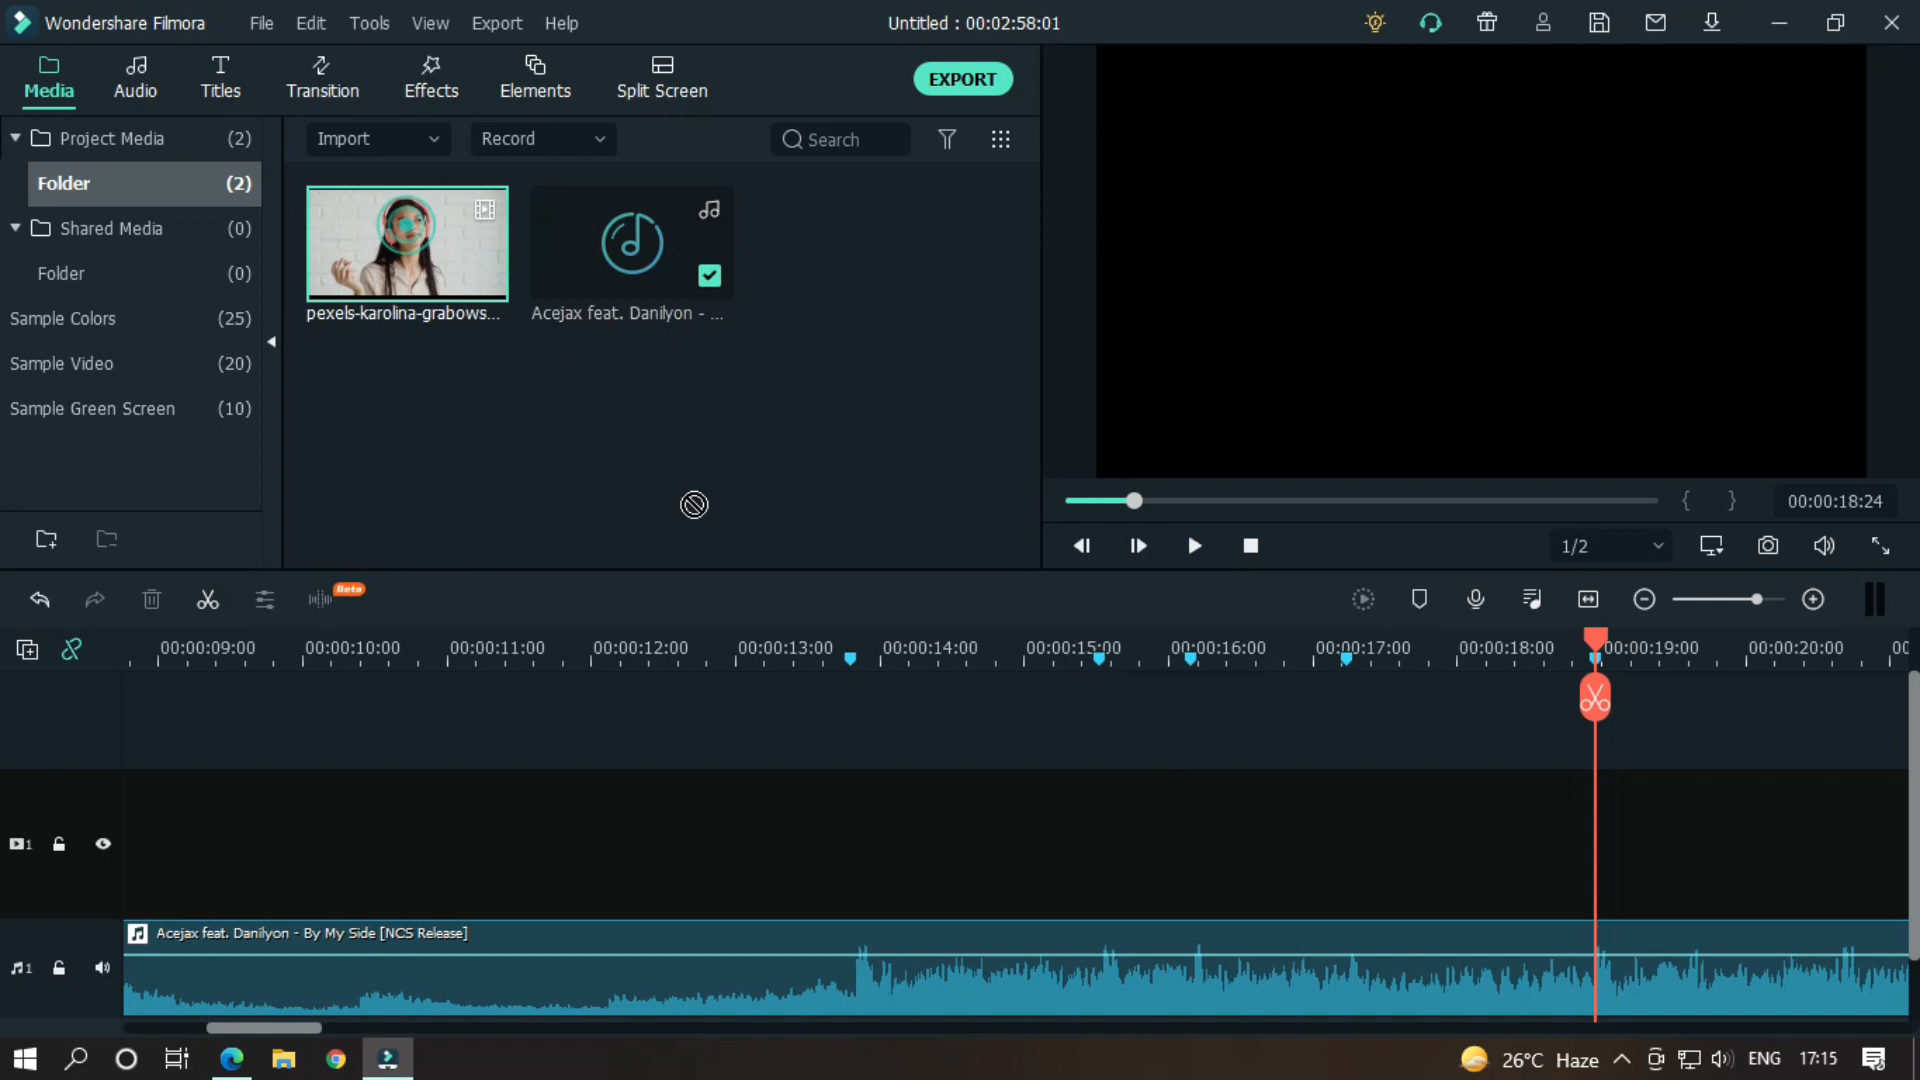 Wondershare Filmora
File
Edit
Tools
View
Export
Help
Untitled : 00:02:58:01
Media
Audio
Titles
Transition
Effects
Elements
Split Screen
EXPORT
Project Media (2)
Folder (2)
Shared Media (0)
Folder (0)
Sample Colors (25)
Sample Video (20)
Sample Green Screen (10)
Import
Record
Search
pexels-karolina-grabows...
Acejax feat. Danilyon - ...
00:00:18:24
1/2
Beta
00:00:09:00
00:00:10:00
00:00:11:00
00:00:12:00
00:00:13:00
00:00:14:00
00:00:15:00
00:00:16:00
00:00:17:00
00:00:18:00
00:00:19:00
00:00:20:00
00
1
Acejax feat. Danilyon - By My Side [NCS Release]
1
26°C Haze
ENG
17:15